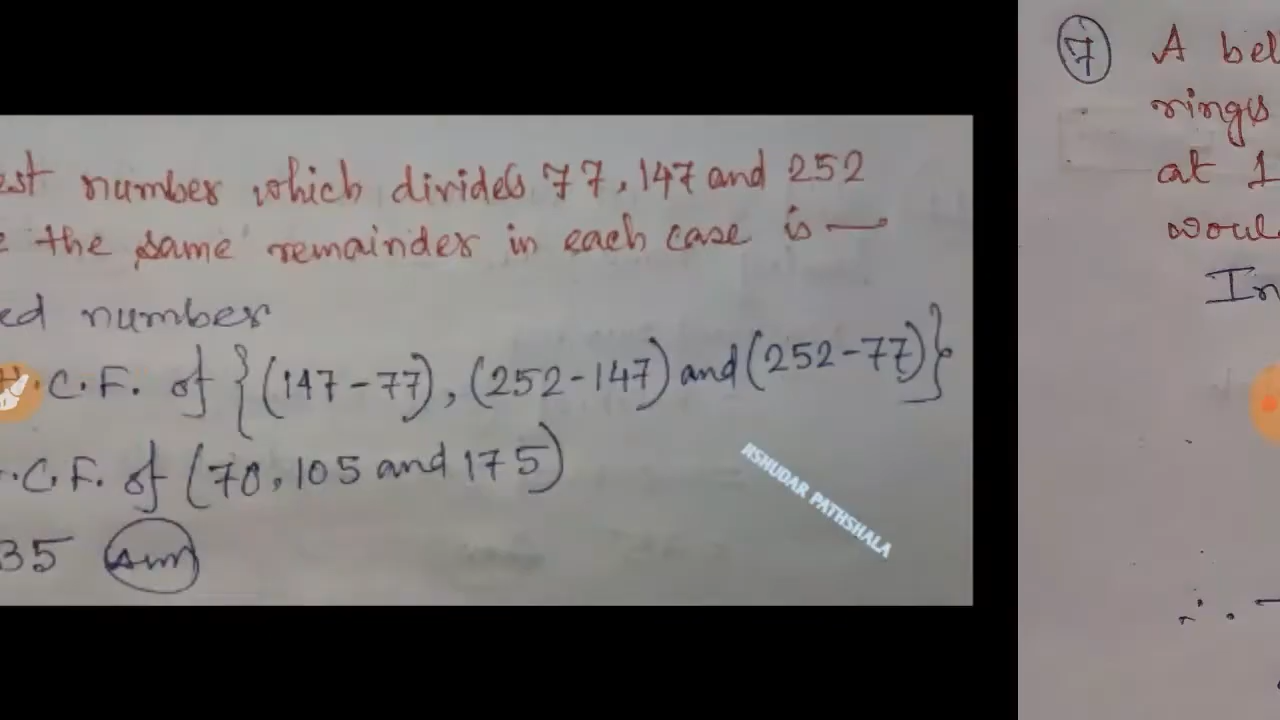 est number which divides 77, 147 and 252
e the same remainder in each case is —
ed number
H.C.F. of {(147-77), (252-147) and (252-77)}
.C.F. of (70, 105 and 175)
35 Ans
JISHUDAR PATHSHALA
7 A bel
rings
at 1
woul
In
∴